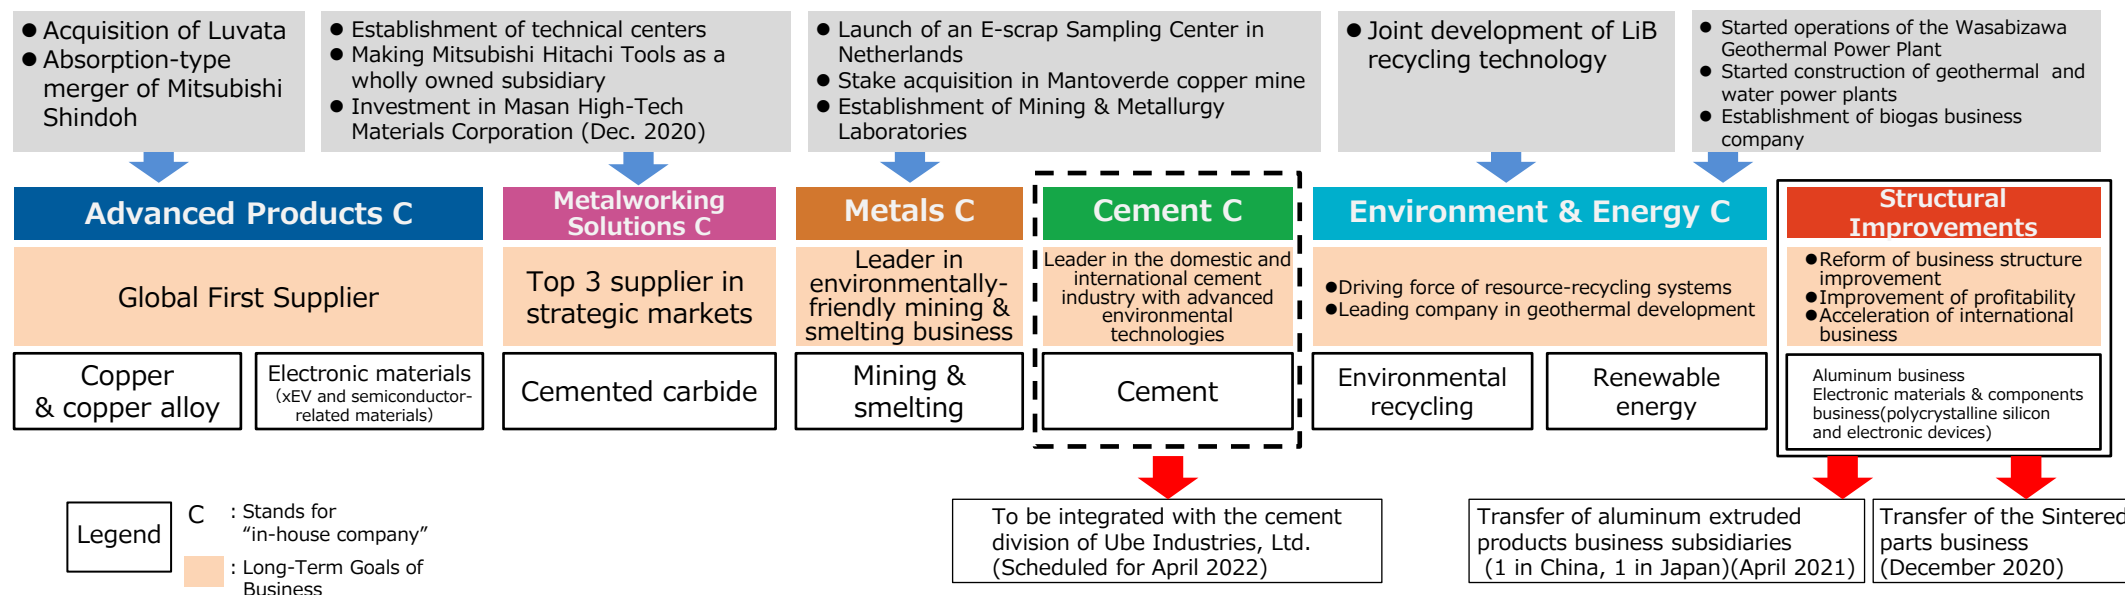 ● Acquisition of Luvata
● Absorption-type
merger of Mitsubishi
Shindoh
● Establishment of technical centers
● Making Mitsubishi Hitachi Tools as a
wholly owned subsidiary
● Investment in Masan High-Tech
Materials Corporation (Dec. 2020)
● Launch of an E-scrap Sampling Center in
Netherlands
● Stake acquisition in Mantoverde copper mine
● Establishment of Mining & Metallurgy
Laboratories
● Joint development of LiB
recycling technology
● Started operations of the Wasabizawa
Geothermal Power Plant
● Started construction of geothermal and
water power plants
● Establishment of biogas business
company
Advanced Products C
Metalworking
Solutions C
Metals C
Cement C
Environment & Energy C
Structural
Improvements
Global First Supplier
Top 3 supplier in
strategic markets
Leader in
environmentally-
friendly mining &
smelting business
Leader in the domestic and
international cement
industry with advanced
environmental
technologies
●Driving force of resource-recycling systems
●Leading company in geothermal development
●Reform of business structure
improvement
●Improvement of profitability
●Acceleration of international
business
Copper
& copper alloy
Electronic materials
(xEV and semiconductor-
related materials)
Cemented carbide
Mining &
smelting
Cement
Environmental
recycling
Renewable
energy
Aluminum business
Electronic materials & components
business(polycrystalline silicon
and electronic devices)
Legend
C : Stands for
“in-house company”
: Long-Term Goals of
Business
To be integrated with the cement
division of Ube Industries, Ltd.
(Scheduled for April 2022)
Transfer of aluminum extruded
products business subsidiaries
(1 in China, 1 in Japan)(April 2021)
Transfer of the Sintered
parts business
(December 2020)